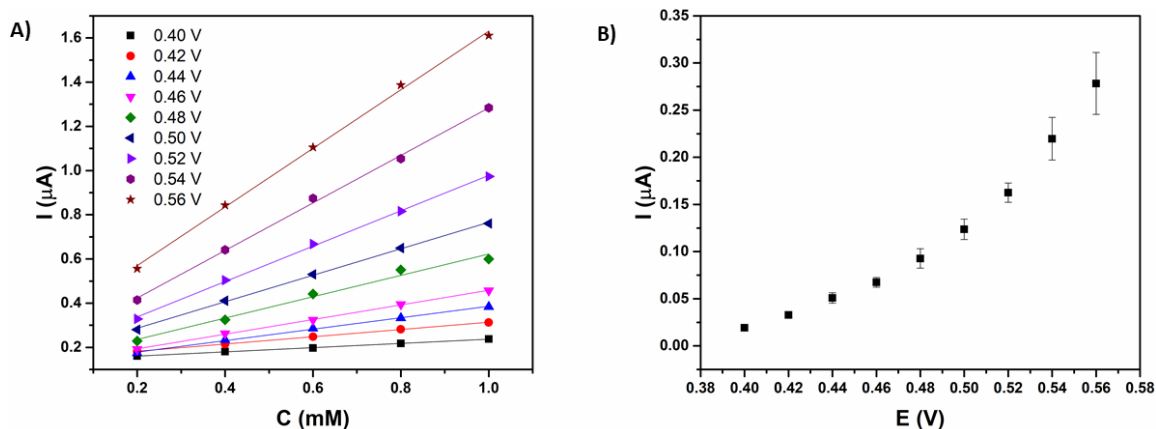 A)
0.40 V
0.42 V
0.44 V
0.46 V
0.48 V
0.50 V
0.52 V
0.54 V
0.56 V
1.6
1.4
1.2
1.0
0.8
0.6
0.4
0.2
I (μA)
0.2 0.4 0.6 0.8 1.0
C (mM)
B)
0.35
0.30
0.25
0.20
0.15
0.10
0.05
0.00
I (μA)
0.38 0.40 0.42 0.44 0.46 0.48 0.50 0.52 0.54 0.56 0.58
E (V)